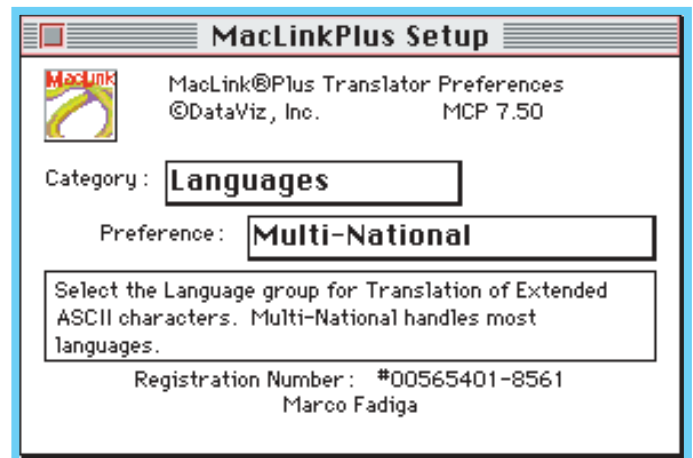 MacLinkPlus Setup
MacLink
MacLink®Plus Translator Preferences
©DataViz, Inc. MCP 7.50
Category: Languages
Preference: Multi-National
Select the Language group for Translation of Extended
ASCII characters. Multi-National handles most
languages.
Registration Number: #00565401-8561
Marco Fadiga